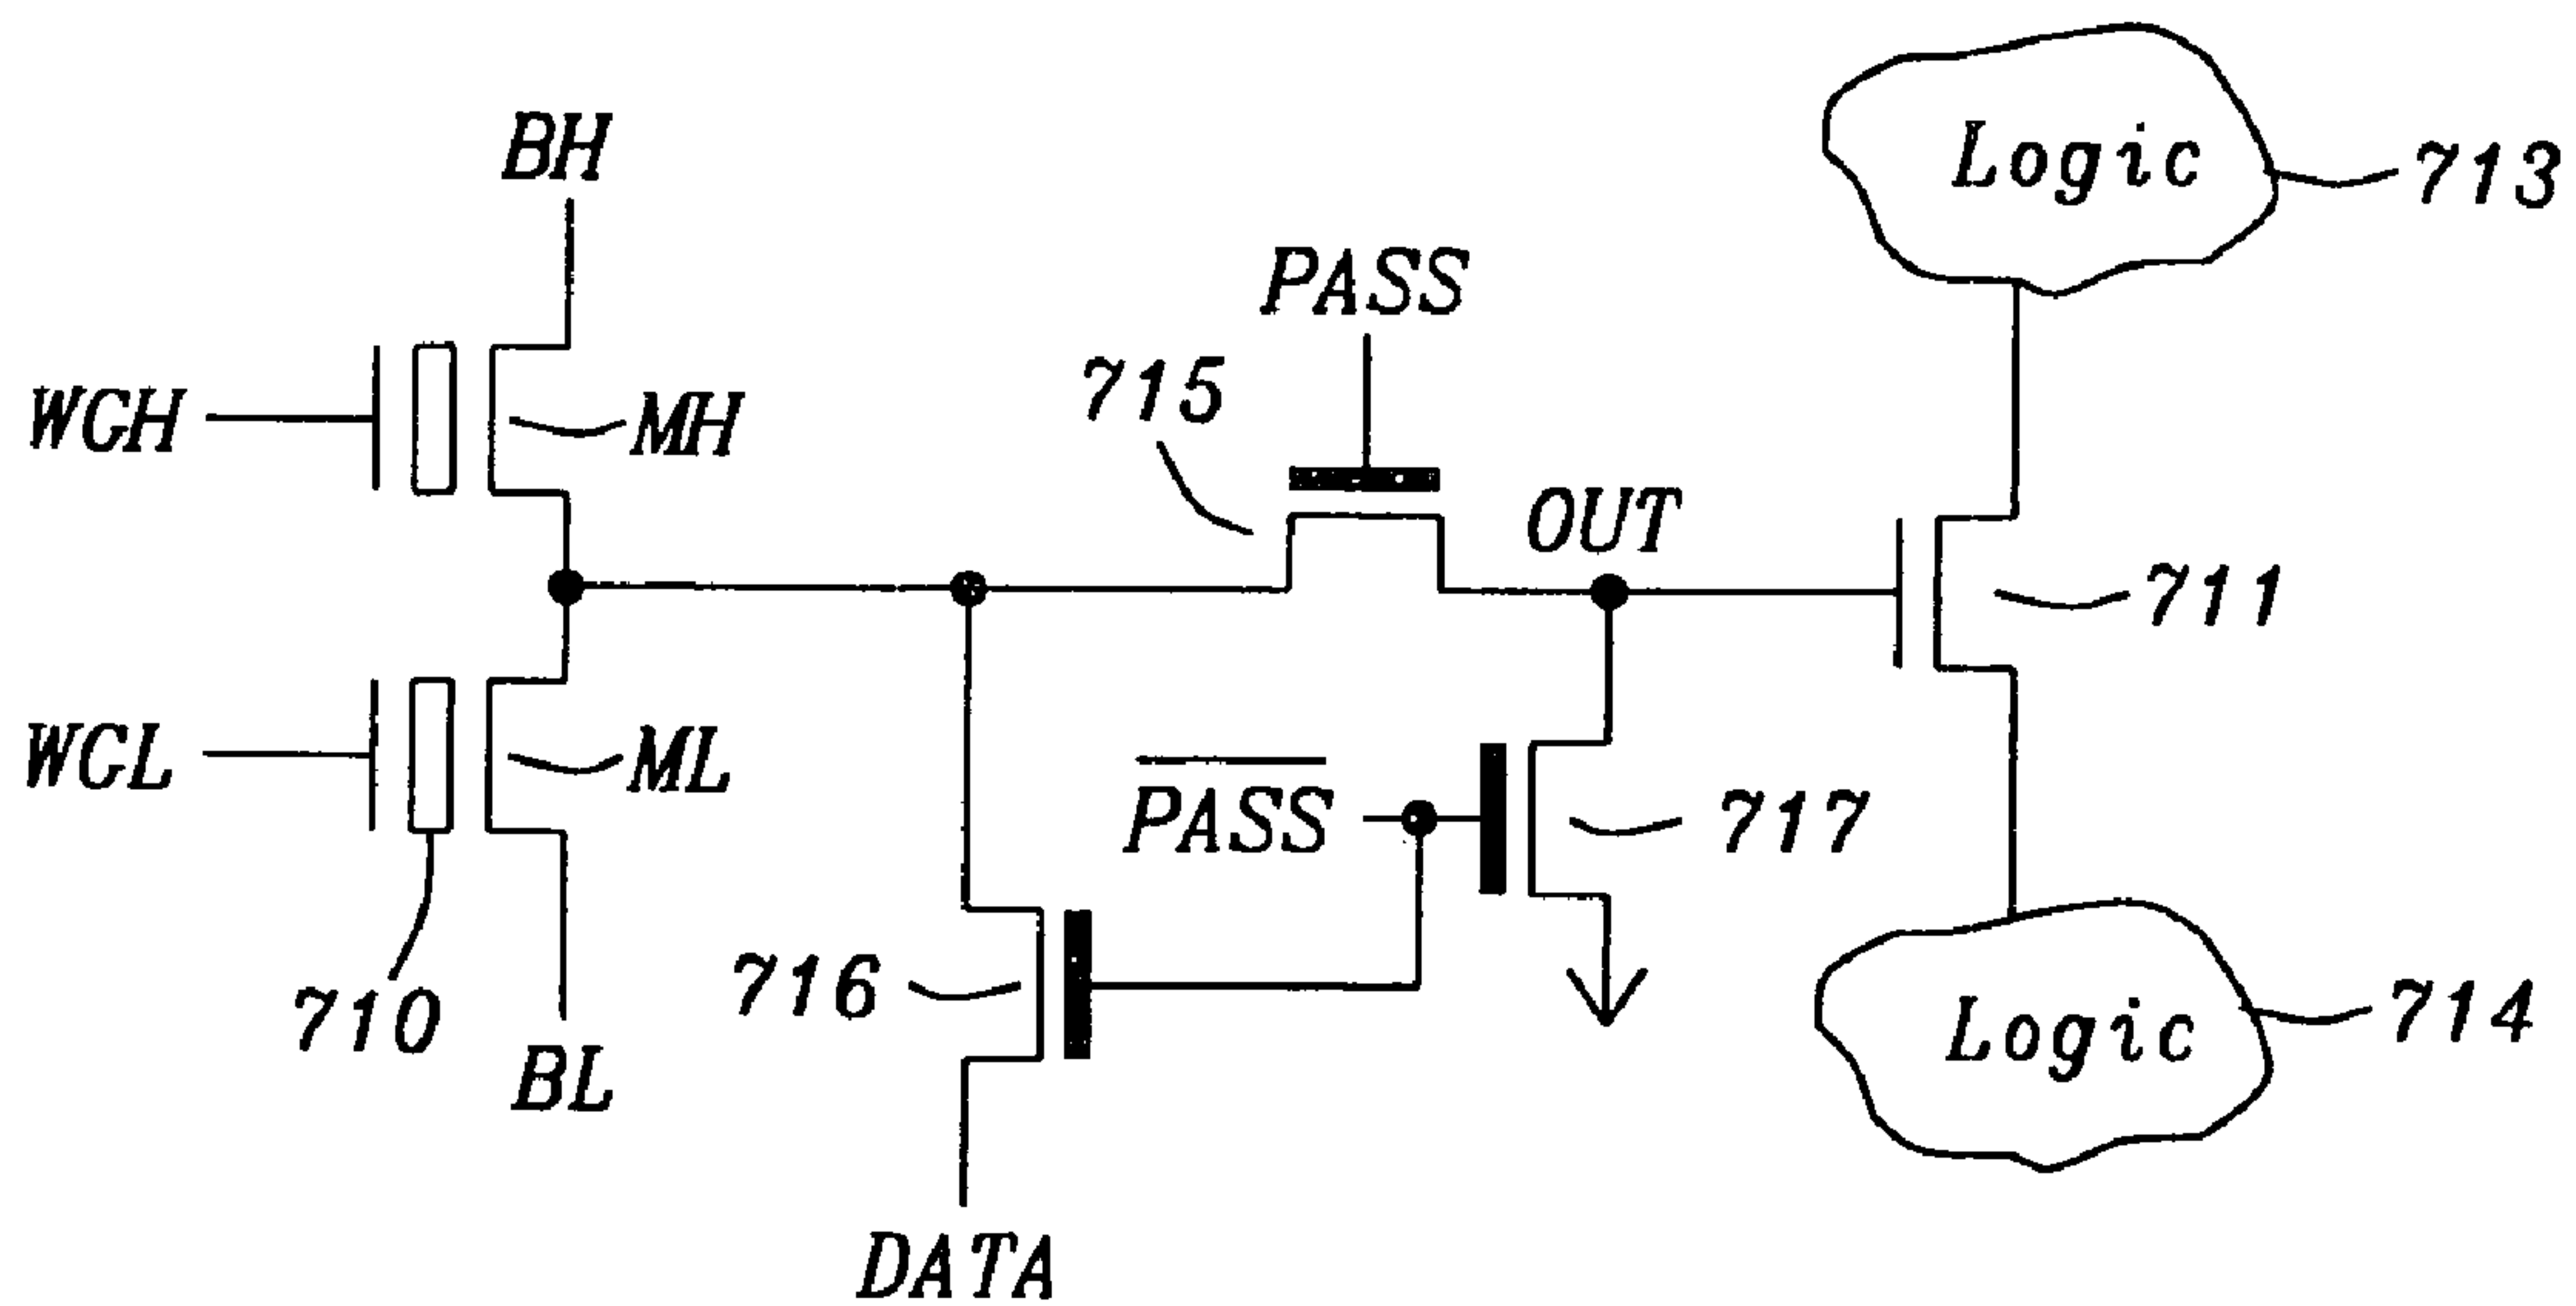 BH
Logic
713
WGH
MH
PASS
715
OUT
711
WGL
ML
PASS
717
710
716
BL
DATA
Logic
714